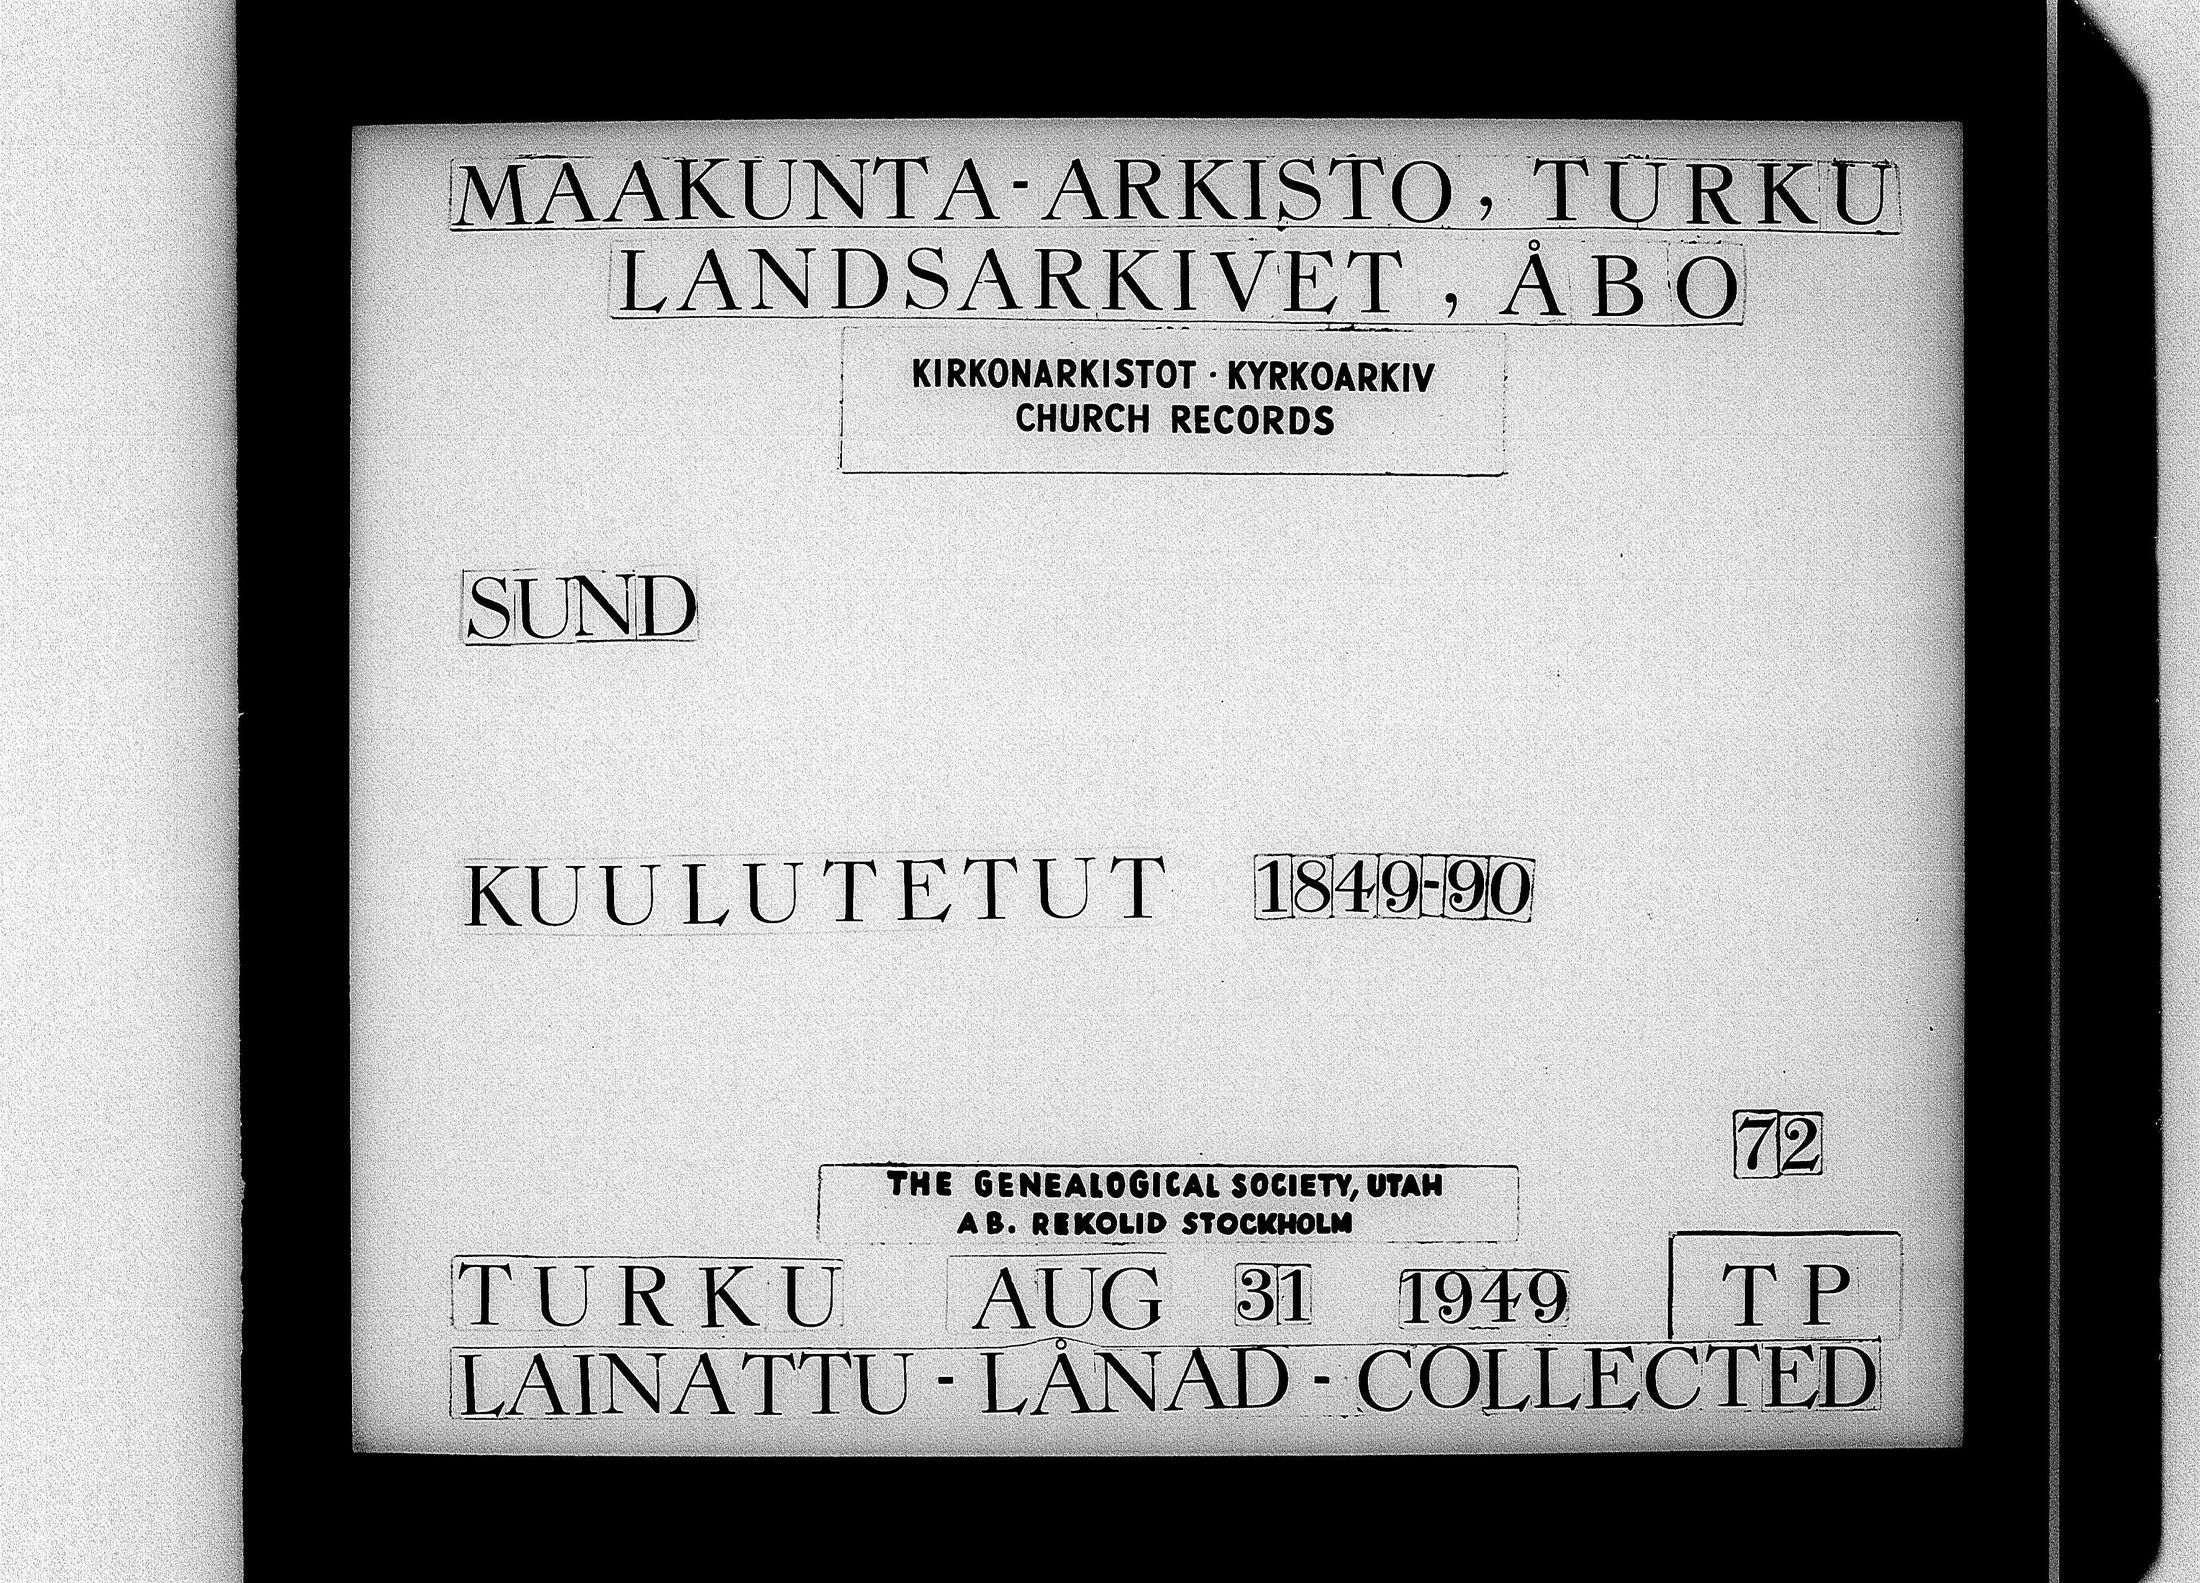 MAAKUNTA-ARKISTO, TURKU
LANDSARKIVET, ÅBO
KIRKONARKISTOT · KYRKOARKIV
CHURCH RECORDS
SUND
KUULUTETUT 1849-90
72
THE GENEALOGICAL SOCIETY, UTAH
AB. REKOLID STOCKHOLM
TURKU AUG 31 1949 TP
LAINATTU - LÅNAD - COLLECTED